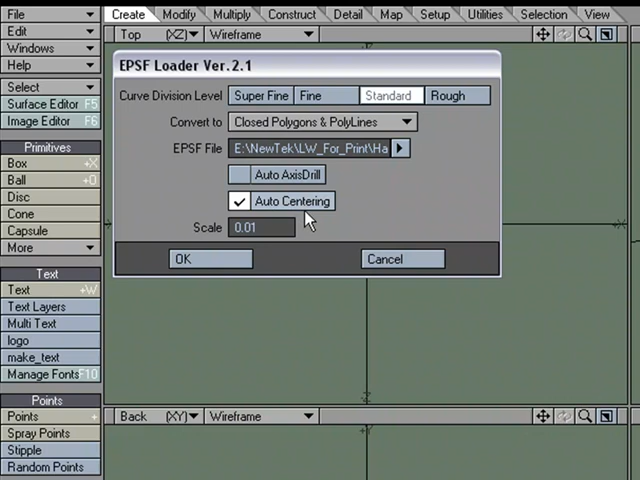 File
Edit
Windows
Help
Select
Surface Editor F5
Image Editor F6
Primitives
Box +X
Ball +O
Disc
Cone
Capsule
More
Text
Text +W
Text Layers
Multi Text
logo
make_text
Manage Fonts F10
Points
Points +
Spray Points
Stipple
Random Points
Create Modify Multiply Construct Detail Map Setup Utilities Selection View
Top (XZ) Wireframe
EPSF Loader Ver.2.1
Curve Division Level Super Fine Fine Standard Rough
Convert to Closed Polygons & PolyLines
EPSF File E:\NewTek\LW_For_Print\Ha
Auto AxisDrill
Auto Centering
Scale 0.01
OK Cancel
X
Z
Back (XY) Wireframe
Y